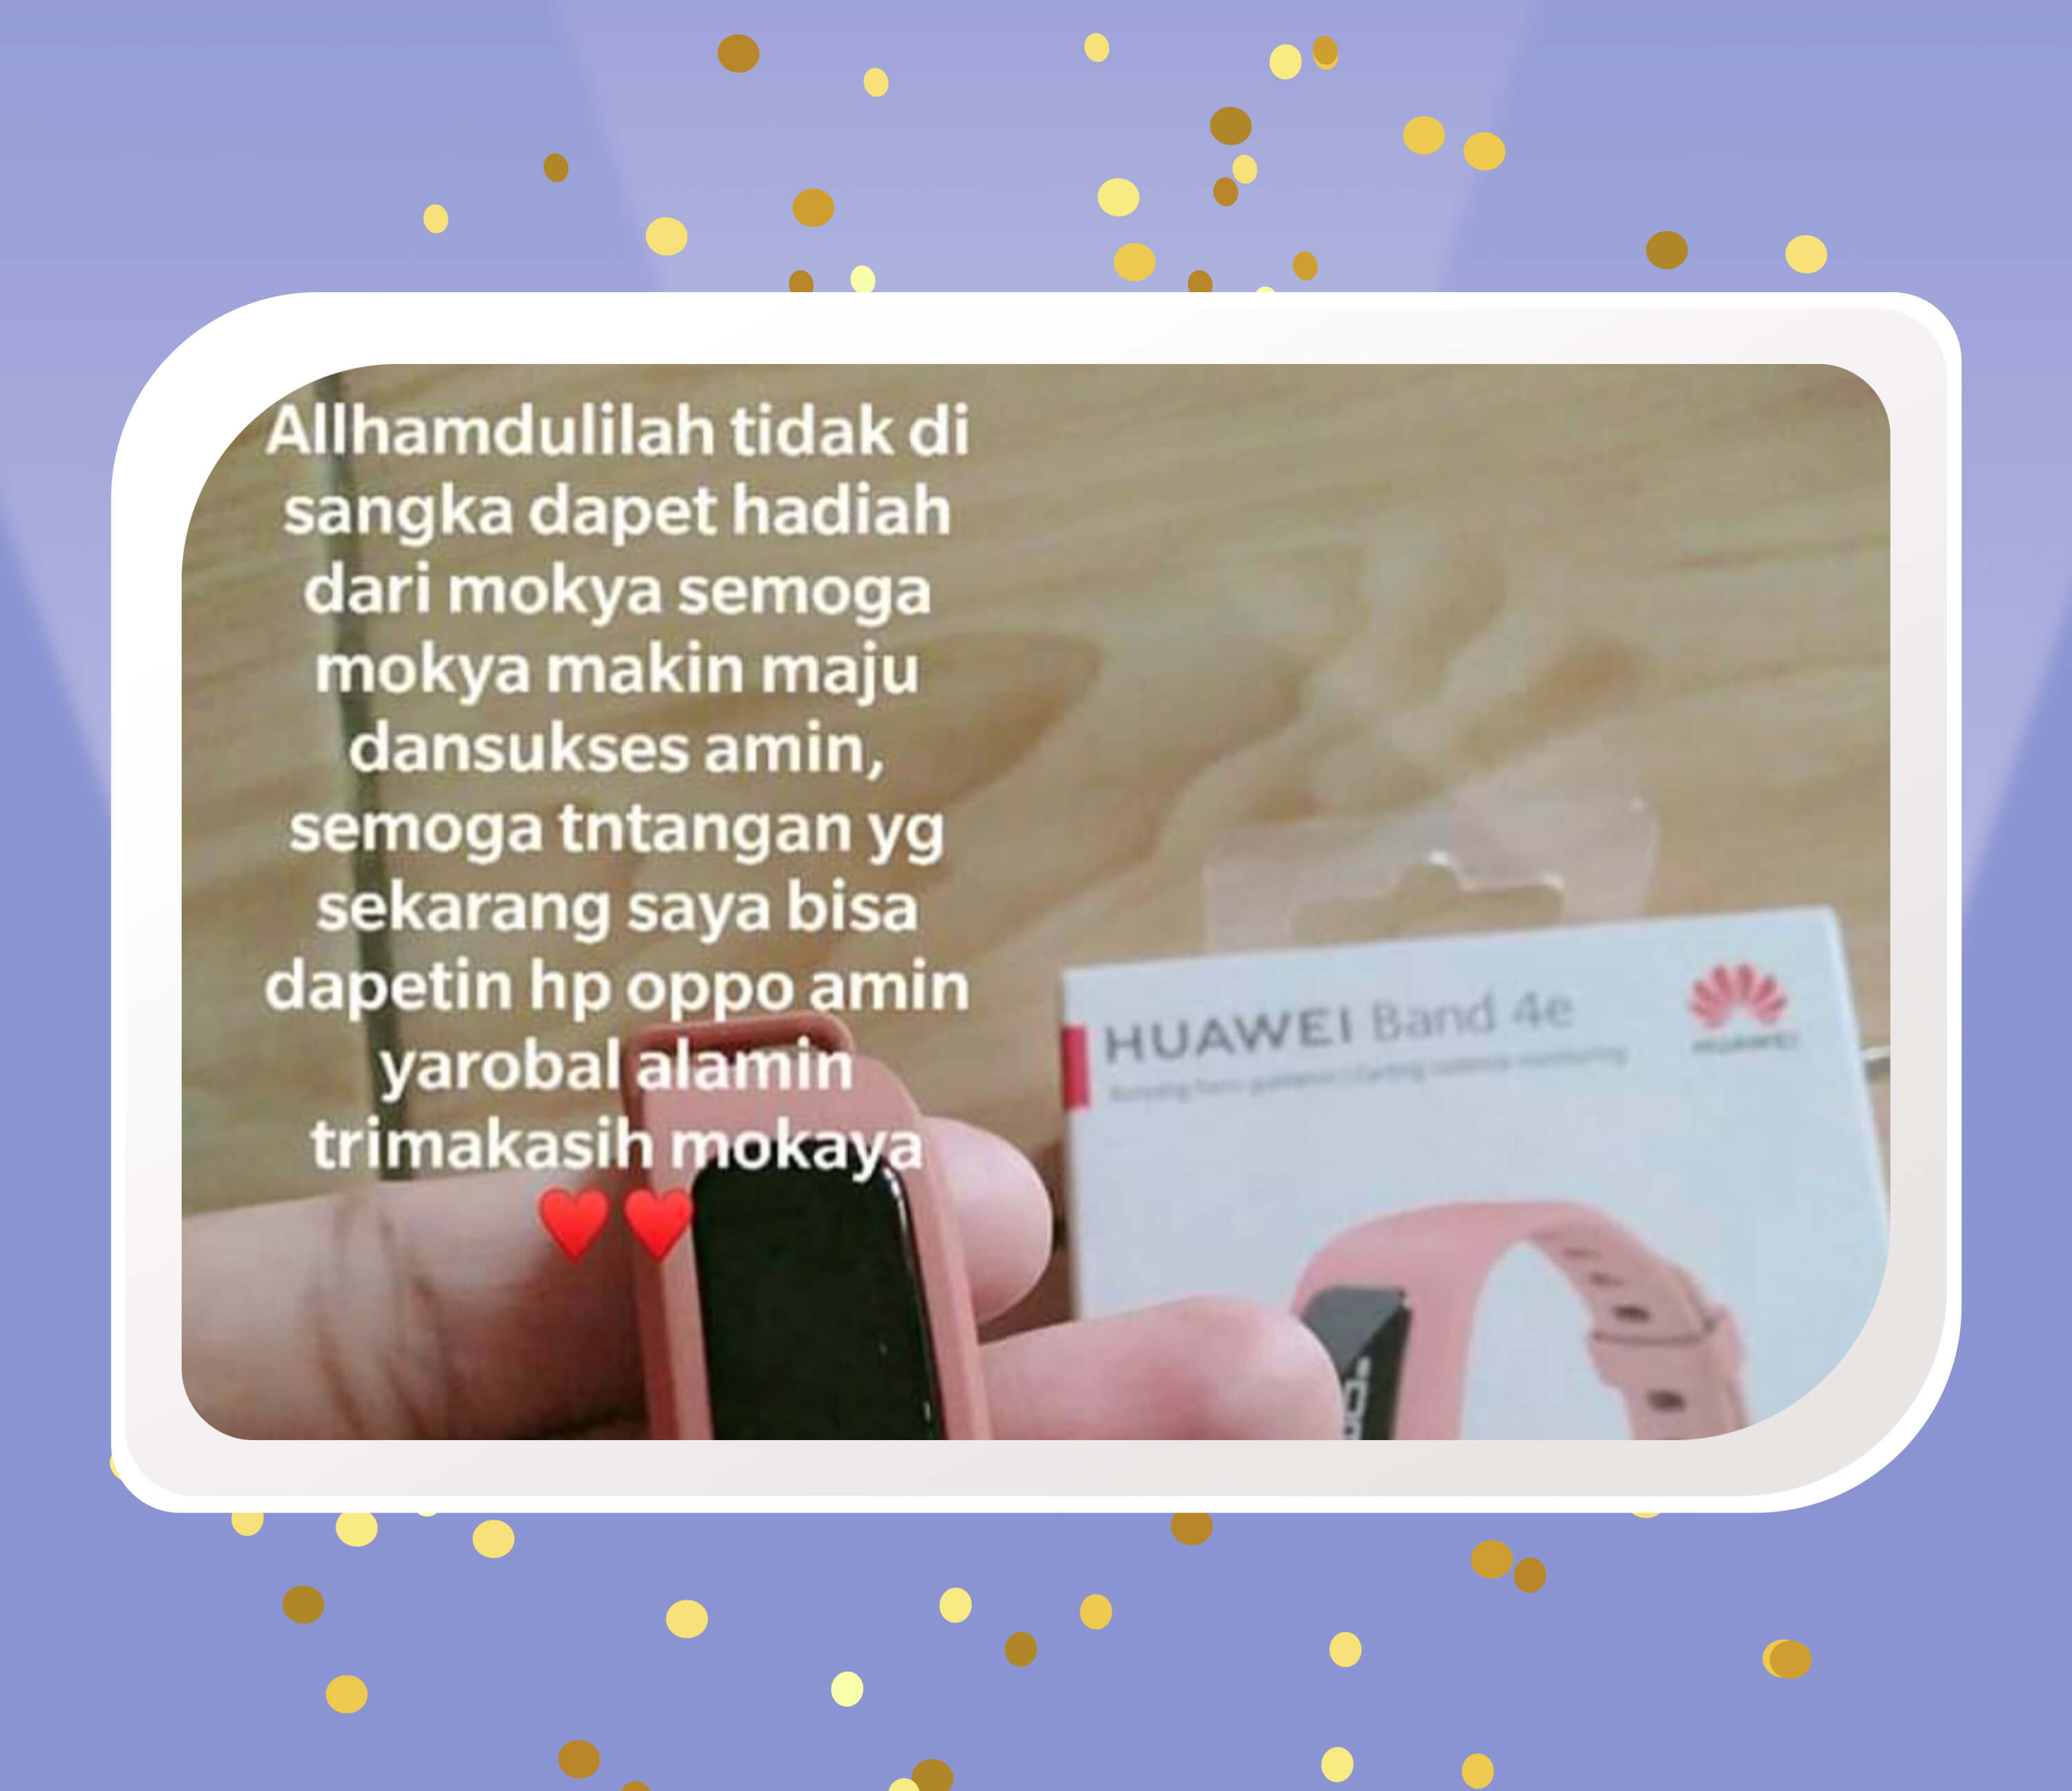 Allhamdulilah tidak di
sangka dapet hadiah
dari mokya semoga
mokya makin maju
dansukses amin,
semoga tntangan yg
sekarang saya bisa
dapetin hp oppo amin
yarobal alamin
trimakasih mokaya
♥️♥️
HUAWEI Band 4e
HUAWEI